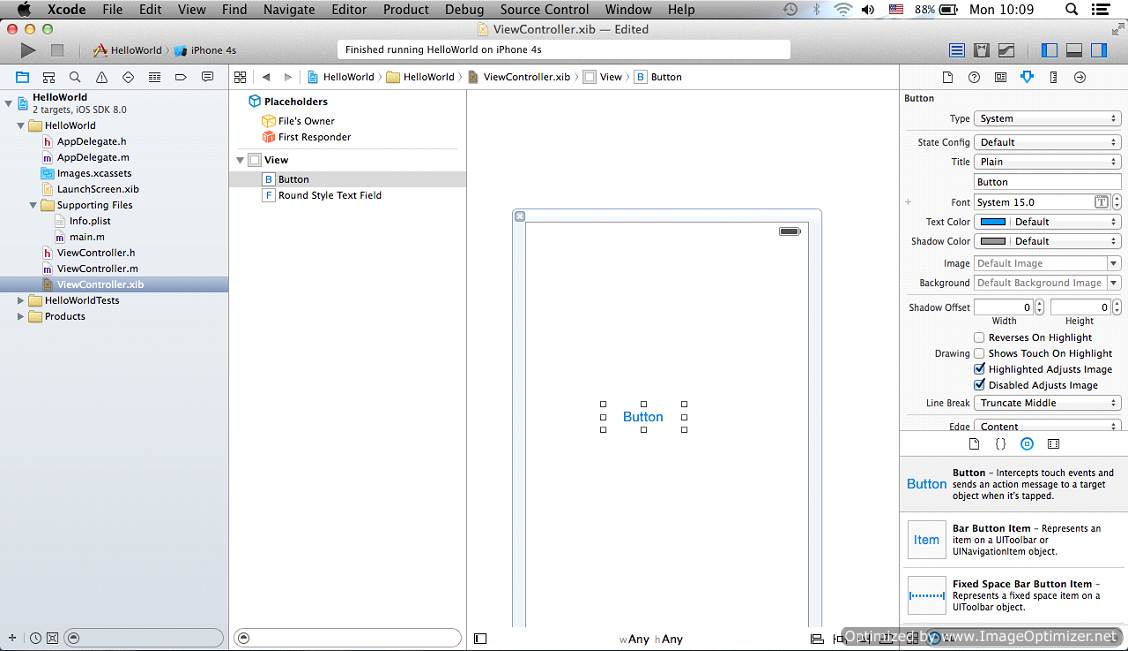 Xcode File Edit View Find Navigate Editor Product Debug Source Control Window Help 88% Mon 10:09
ViewController.xib — Edited
HelloWorld iPhone 4s
Finished running HelloWorld on iPhone 4s
HelloWorld HelloWorld ViewController.xib View B Button
HelloWorld
2 targets, iOS SDK 8.0
HelloWorld
h AppDelegate.h
m AppDelegate.m
Images.xcassets
LaunchScreen.xib
Supporting Files
Info.plist
m main.m
h ViewController.h
m ViewController.m
ViewController.xib
HelloWorldTests
Products
Placeholders
File's Owner
First Responder
View
B Button
F Round Style Text Field
Button
wAny hAny
Button
Type System
State Config Default
Title Plain
Button
Font System 15.0 T
Text Color Default
Shadow Color Default
Image Default Image
Background Default Background Image
Shadow Offset 0 0
Width Height
Reverses On Highlight
Drawing Shows Touch On Highlight
Highlighted Adjusts Image
Disabled Adjusts Image
Line Break Truncate Middle
Edge Content
Button
Button – Intercepts touch events and
sends an action message to a target
object when it's tapped.
Item
Bar Button Item – Represents an
item on a UIToolbar or
UINavigationItem object.
Fixed Space Bar Button Item –
Represents a fixed space item on a
UIToolbar object.
Optimized by www.ImageOptimizer.net